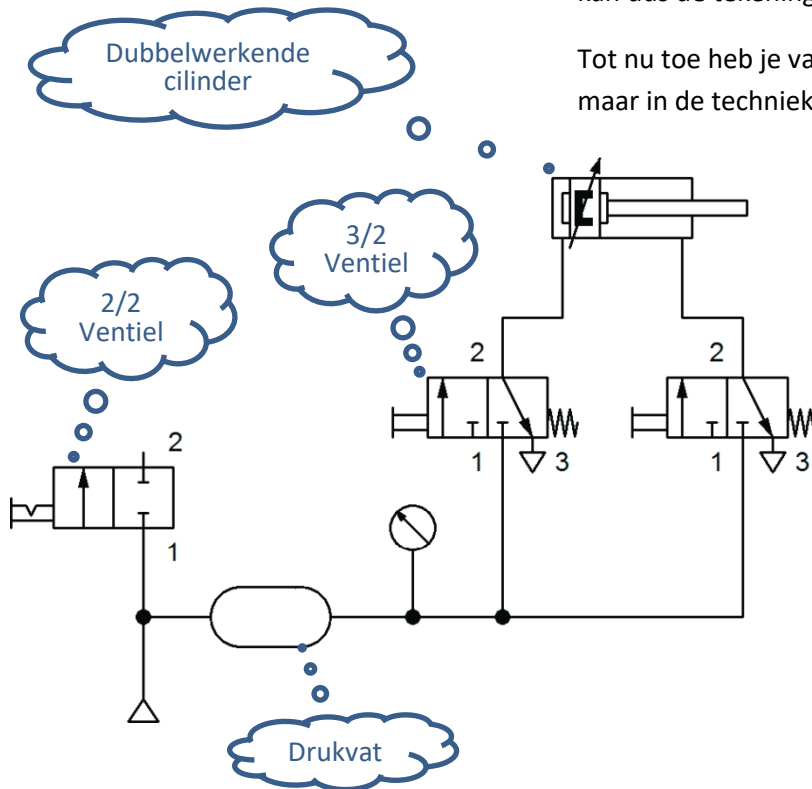 kan dus de tekening
Tot nu toe heb je va
maar in de techniek
Dubbelwerkende
cilinder
3/2
Ventiel
2/2
Ventiel
2
2
1
3
1
3
2
1
Drukvat